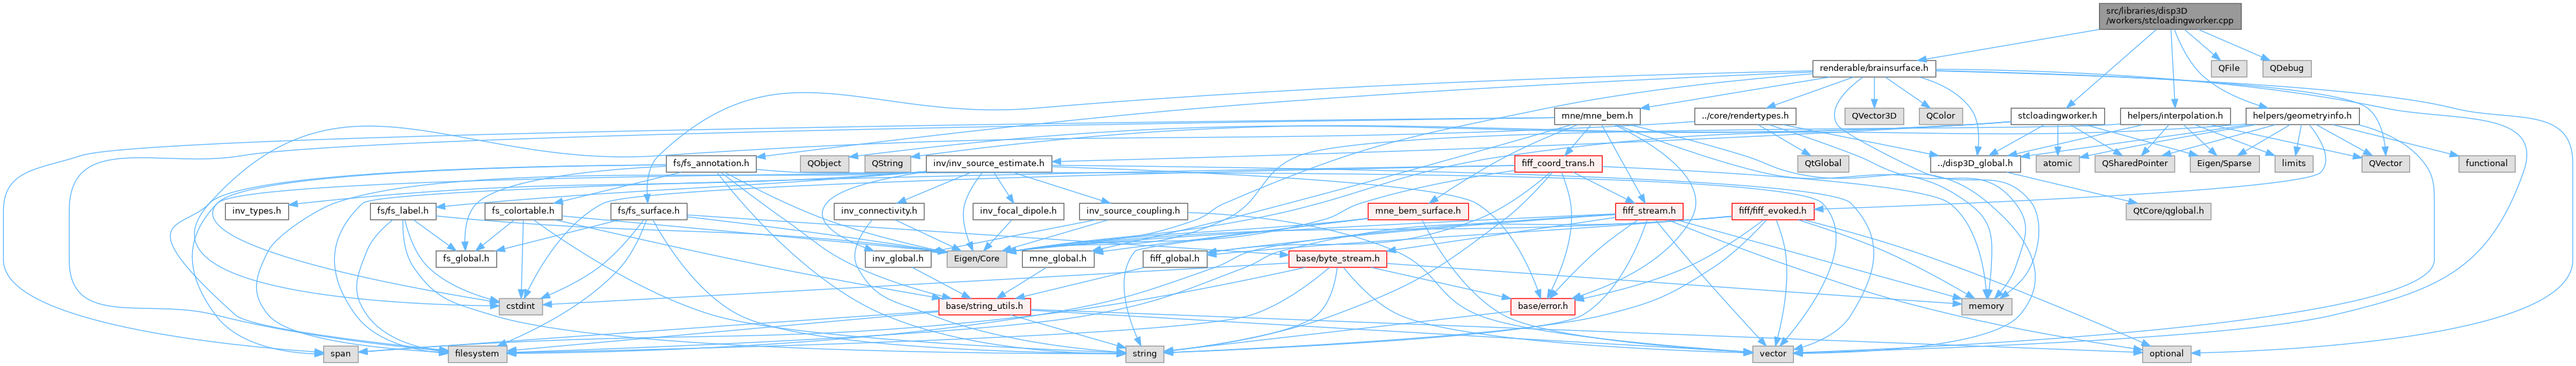 src/libraries/disp3D
/workers/stcloadingworker.cpp
renderable/brainsurface.h
QFile
QDebug
mne/mne_bem.h
../core/rendertypes.h
QVector3D
QColor
stcloadingworker.h
helpers/interpolation.h
helpers/geometryinfo.h
fs/fs_annotation.h
QObject
QString
inv/inv_source_estimate.h
fiff_coord_trans.h
QtGlobal
../disp3D_global.h
atomic
QSharedPointer
Eigen/Sparse
limits
QVector
functional
inv_types.h
fs/fs_label.h
fs_colortable.h
fs/fs_surface.h
inv_connectivity.h
inv_focal_dipole.h
inv_source_coupling.h
mne_bem_surface.h
fiff_stream.h
fiff/fiff_evoked.h
QtCore/qglobal.h
fs_global.h
inv_global.h
Eigen/Core
mne_global.h
fiff_global.h
base/byte_stream.h
cstdint
base/string_utils.h
base/error.h
memory
span
filesystem
string
vector
optional